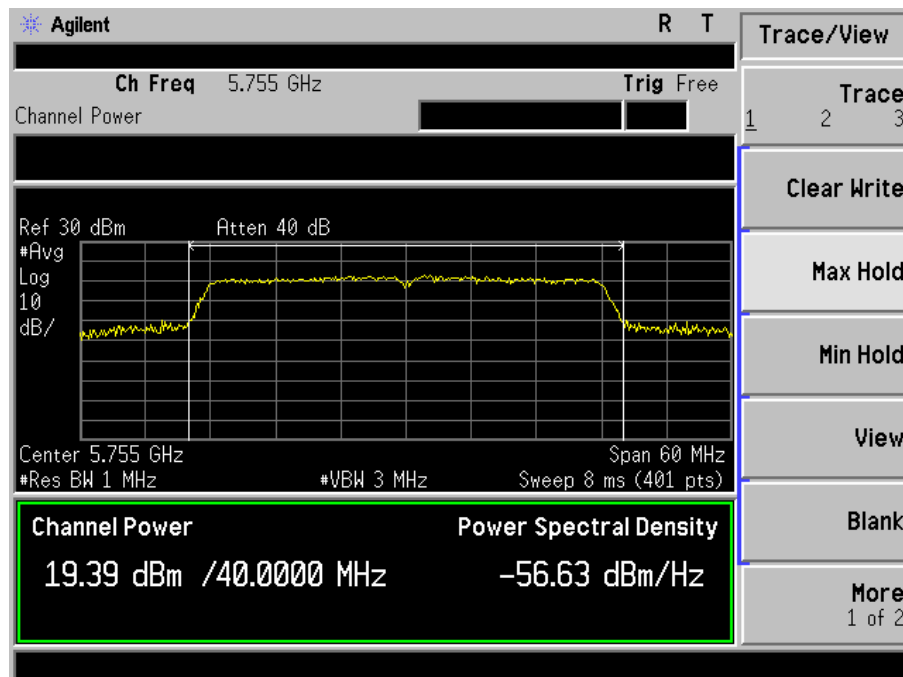 Agilent
R T
Ch Freq 5.755 GHz
Trig Free
Channel Power
Ref 30 dBm
Atten 40 dB
#Avg
Log
10
dB/
Center 5.755 GHz
Span 60 MHz
#Res BW 1 MHz
#VBW 3 MHz
Sweep 8 ms (401 pts)
Channel Power
Power Spectral Density
19.39 dBm /40.0000 MHz
-56.63 dBm/Hz
Trace/View
Trace
1 2 3
Clear Write
Max Hold
Min Hold
View
Blank
More
1 of 2